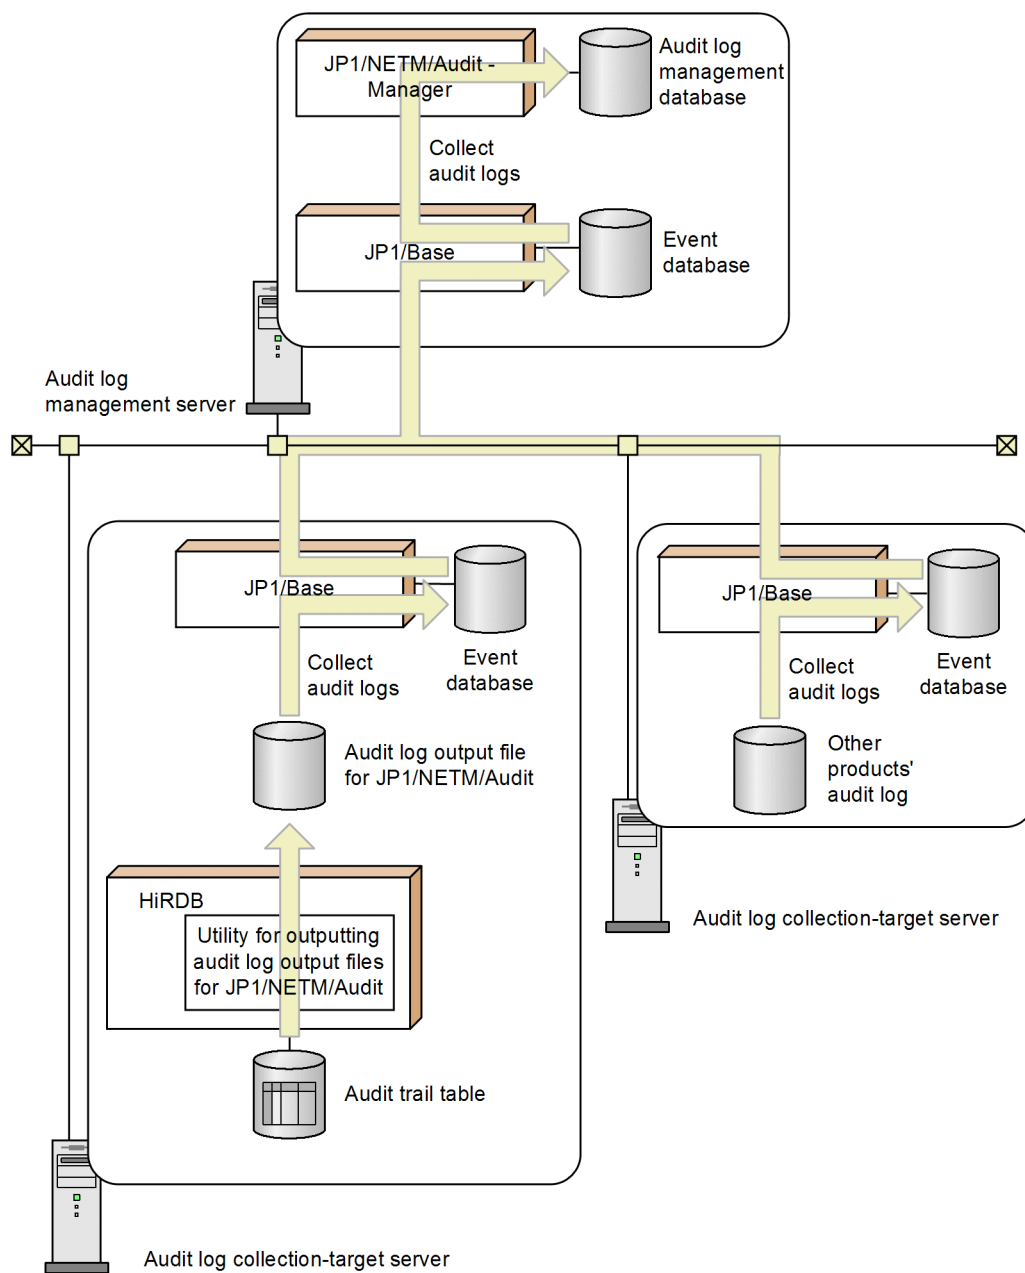 JP1/NETM/Audit -
Manager
Audit log
management
database
Collect
audit logs
JP1/Base
Event
database
Audit log
management server
JP1/Base
Collect
audit logs
Event
database
Audit log output file
for JP1/NETM/Audit
HiRDB
Utility for outputting
audit log output files
for JP1/NETM/Audit
Audit trail table
Audit log collection-target server
JP1/Base
Collect
audit logs
Event
database
Other
products'
audit log
Audit log collection-target server